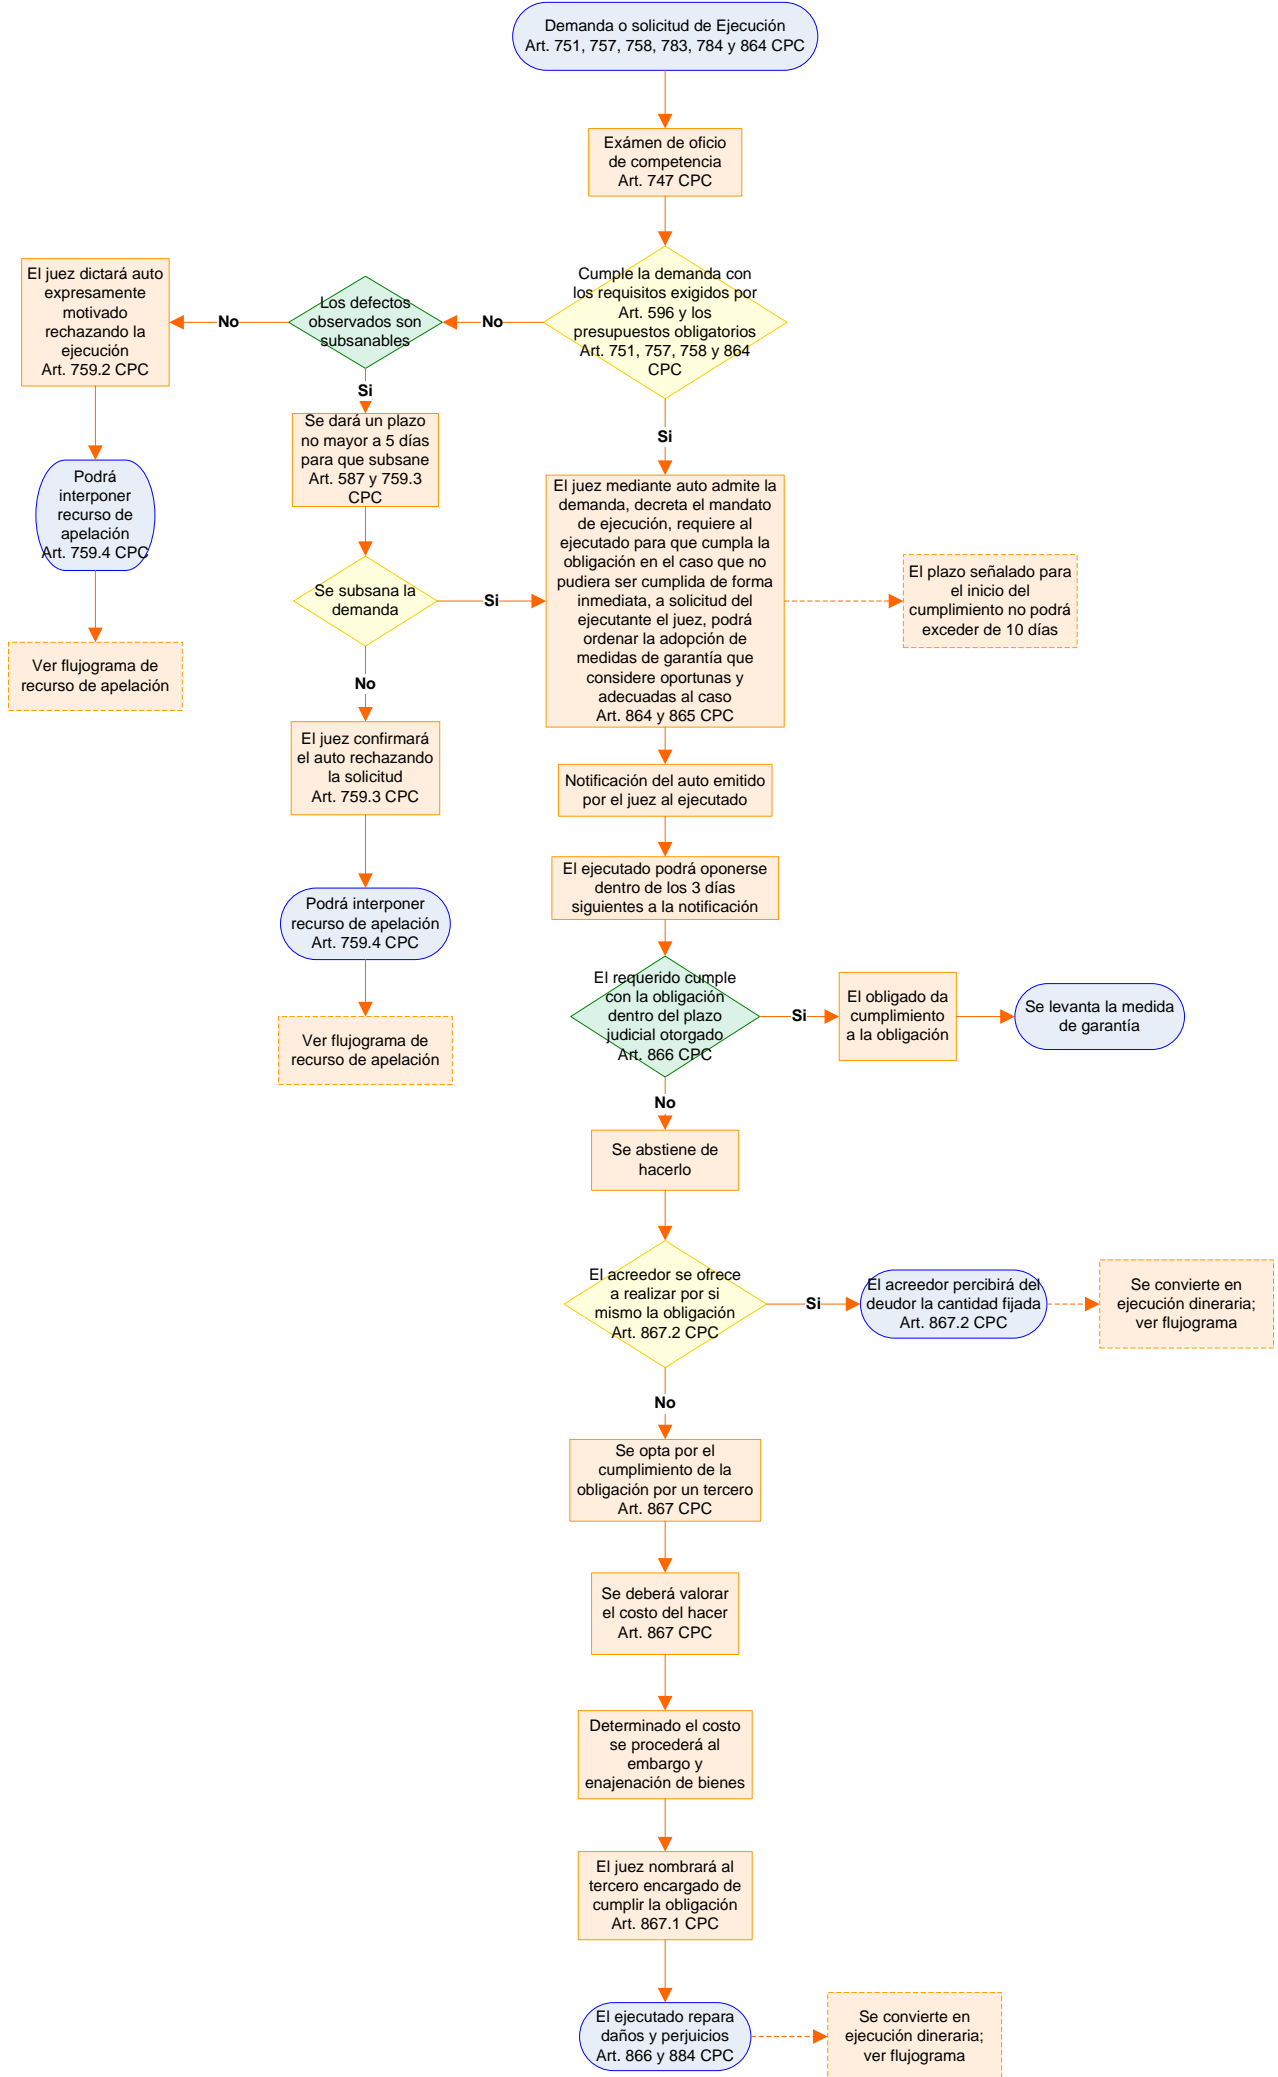 Demanda o solicitud de Ejecución
Art. 751, 757, 758, 783, 784 y 864 CPC
Exámen de oficio
de competencia
Art. 747 CPC
Cumple la demanda con
los requisitos exigidos por
Art. 596 y los
presupuestos obligatorios
Art. 751, 757, 758 y 864
CPC
No
Los defectos
observados son
subsanables
No
El juez dictará auto
expresamente
motivado
rechazando la
ejecución
Art. 759.2 CPC
Podrá
interponer
recurso de
apelación
Art. 759.4 CPC
Ver flujograma de
recurso de apelación
Si
Se dará un plazo
no mayor a 5 días
para que subsane
Art. 587 y 759.3
CPC
Se subsana la
demanda
Si
No
El juez confirmará
el auto rechazando
la solicitud
Art. 759.3 CPC
Podrá interponer
recurso de apelación
Art. 759.4 CPC
Ver flujograma de
recurso de apelación
Si
El juez mediante auto admite la
demanda, decreta el mandato
de ejecución, requiere al
ejecutado para que cumpla la
obligación en el caso que no
pudiera ser cumplida de forma
inmediata, a solicitud del
ejecutante el juez, podrá
ordenar la adopción de
medidas de garantía que
considere oportunas y
adecuadas al caso
Art. 864 y 865 CPC
El plazo señalado para
el inicio del
cumplimiento no podrá
exceder de 10 días
Notificación del auto emitido
por el juez al ejecutado
El ejecutado podrá oponerse
dentro de los 3 días
siguientes a la notificación
El requerido cumple
con la obligación
dentro del plazo
judicial otorgado
Art. 866 CPC
Si
El obligado da
cumplimiento
a la obligación
Se levanta la medida
de garantía
No
Se abstiene de
hacerlo
El acreedor se ofrece
a realizar por si
mismo la obligación
Art. 867.2 CPC
Si
El acreedor percibirá del
deudor la cantidad fijada
Art. 867.2 CPC
Se convierte en
ejecución dineraria;
ver flujograma
No
Se opta por el
cumplimiento de la
obligación por un tercero
Art. 867 CPC
Se deberá valorar
el costo del hacer
Art. 867 CPC
Determinado el costo
se procederá al
embargo y
enajenación de bienes
El juez nombrará al
tercero encargado de
cumplir la obligación
Art. 867.1 CPC
El ejecutado repara
daños y perjuicios
Art. 866 y 884 CPC
Se convierte en
ejecución dineraria;
ver flujograma